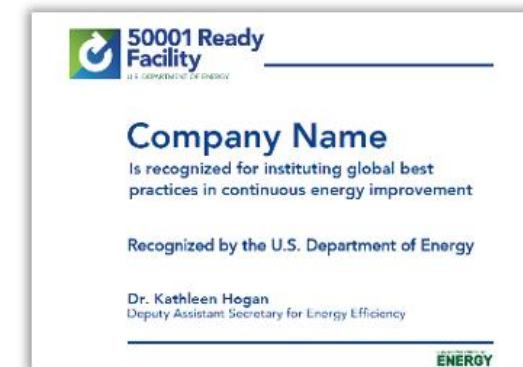 50001 Ready
Facility
U.S. DEPARTMENT OF ENERGY
Company Name
Is recognized for instituting global best
practices in continuous energy improvement
Recognized by the U.S. Department of Energy
Dr. Kathleen Hogan
Deputy Assistant Secretary for Energy Efficiency
ENERGY